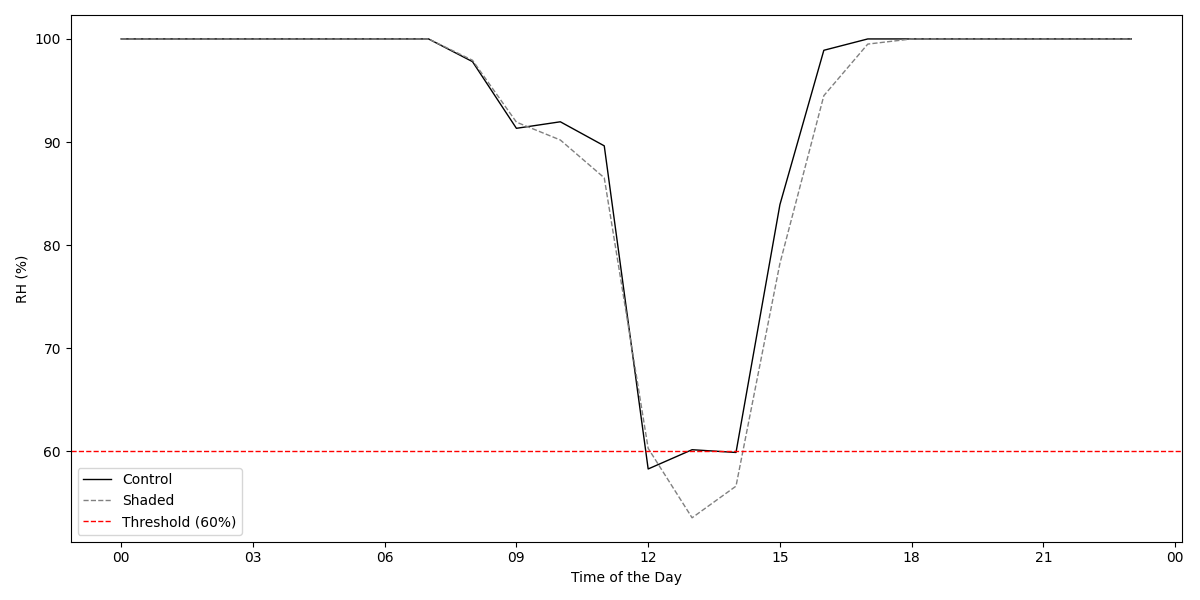 100
90
80
70
60
RH (%)
Control
Shaded
Threshold (60%)
00 03 06 09 12 15 18 21 00
Time of the Day